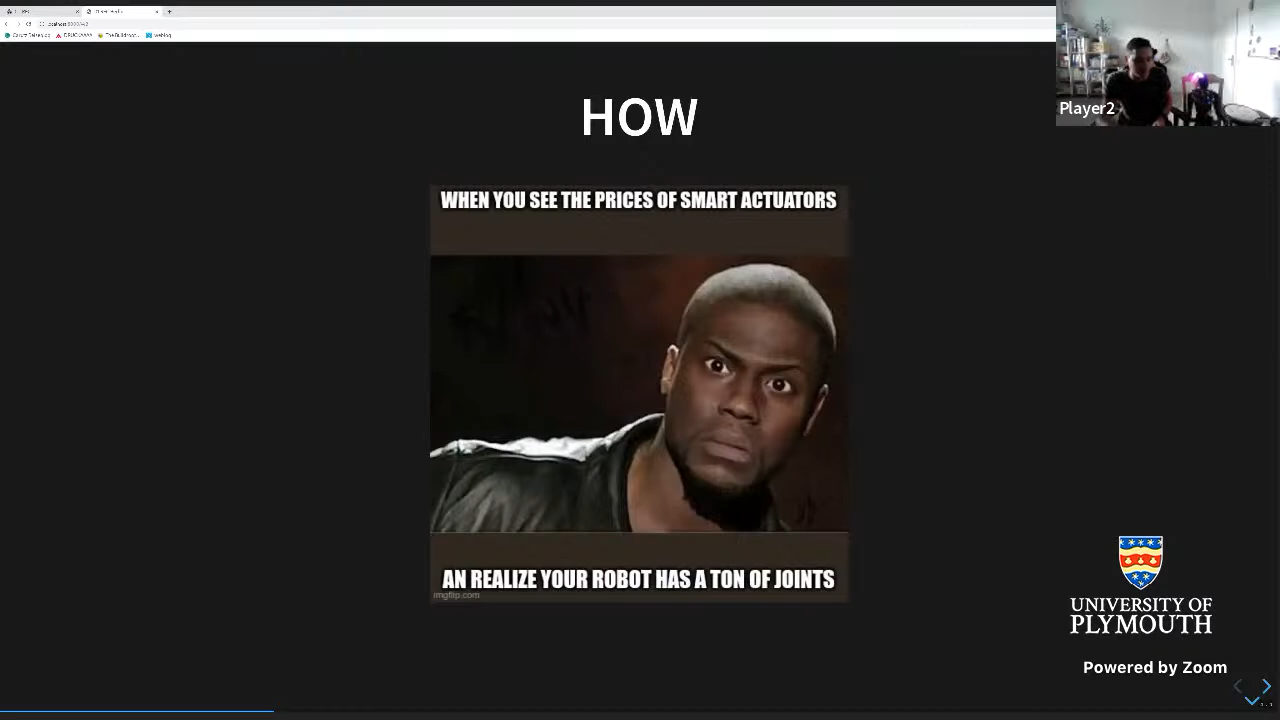 weblog
Player2
HOW
WHEN YOU SEE THE PRICES OF SMART ACTUATORS
AN REALIZE YOUR ROBOT HAS A TON OF JOINTS
imgflip.com
UNIVERSITY OF
PLYMOUTH
Powered by Zoom